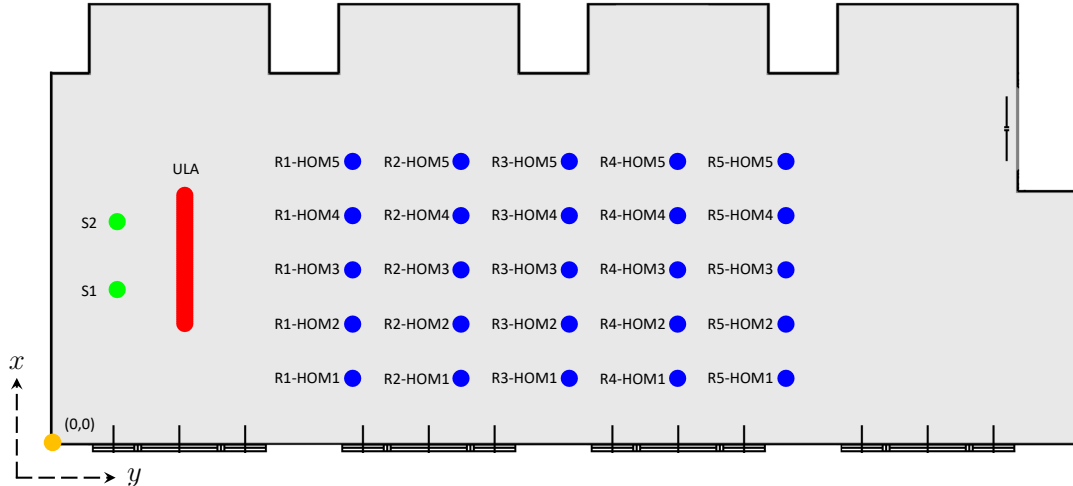 R1-HOM5 R2-HOM5 R3-HOM5 R4-HOM5 R5-HOM5
ULA
S2
R1-HOM4 R2-HOM4 R3-HOM4 R4-HOM4 R5-HOM4
R1-HOM3 R2-HOM3 R3-HOM3 R4-HOM3 R5-HOM3
S1
R1-HOM2 R2-HOM2 R3-HOM2 R4-HOM2 R5-HOM2
x
R1-HOM1 R2-HOM1 R3-HOM1 R4-HOM1 R5-HOM1
(0,0)
y